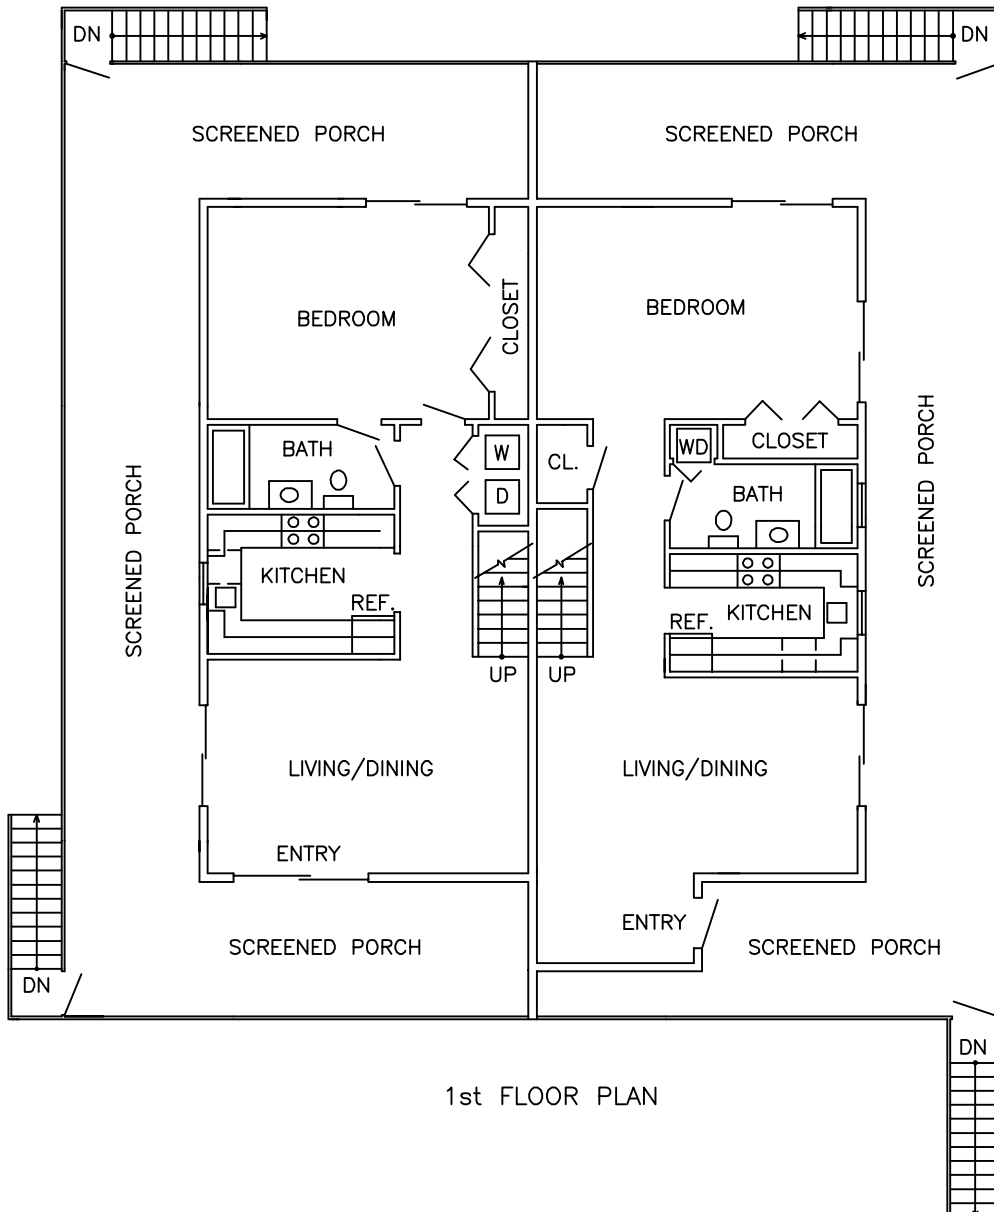 DN
DN
SCREENED PORCH
SCREENED PORCH
BEDROOM
CLOSET
BEDROOM
BATH
W
D
CL.
WD
CLOSET
BATH
SCREENED PORCH
SCREENED PORCH
KITCHEN
REF.
KITCHEN
REF.
UP
UP
LIVING/DINING
LIVING/DINING
ENTRY
ENTRY
SCREENED PORCH
SCREENED PORCH
DN
DN
1st FLOOR PLAN